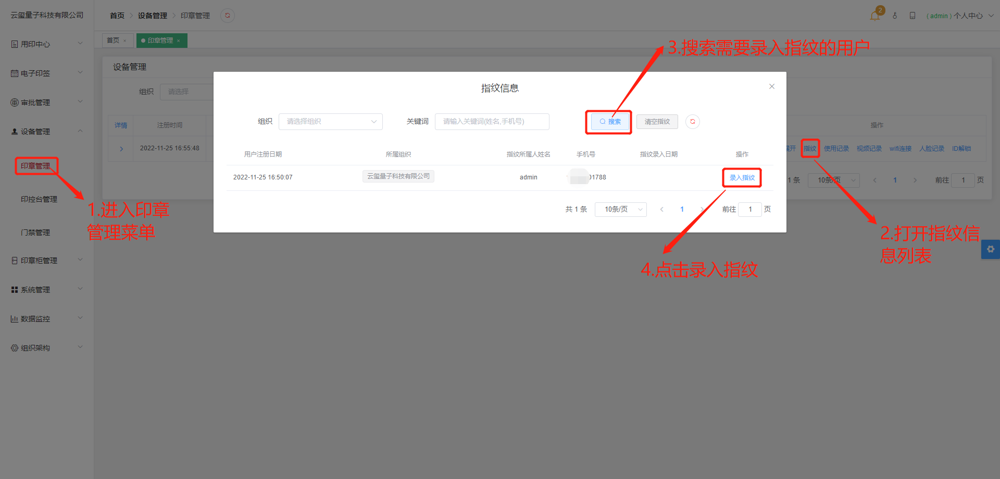 云玺量子科技有限公司
首页
设备管理
印章管理
2
(admin)个人中心
用印中心
电子印签
审批管理
设备管理
印章管理
印控台管理
门禁管理
印章柜管理
系统管理
数据监控
组织架构
首页 ×
印章管理 ×
3.搜索需要录入指纹的用户
设备管理
组织
请选择
详情
注册时间
操作
2022-11-25 16:55:48
展开
指纹
使用记录
视频记录
wifi连接
人脸记录
ID解锁
1 条
10条/页
1
前往 1 页
指纹信息
组织
请选择组织
关键词
请输入关键词(姓名,手机号)
搜索
清空指纹
用户注册日期
所属组织
指纹所属人姓名
手机号
指纹录入日期
操作
2022-11-25 16:50:07
云玺量子科技有限公司
admin
01788
录入指纹
共 1 条
10条/页
1
前往 1 页
1.进入印章
管理菜单
2.打开指纹信
息列表
4.点击录入指纹